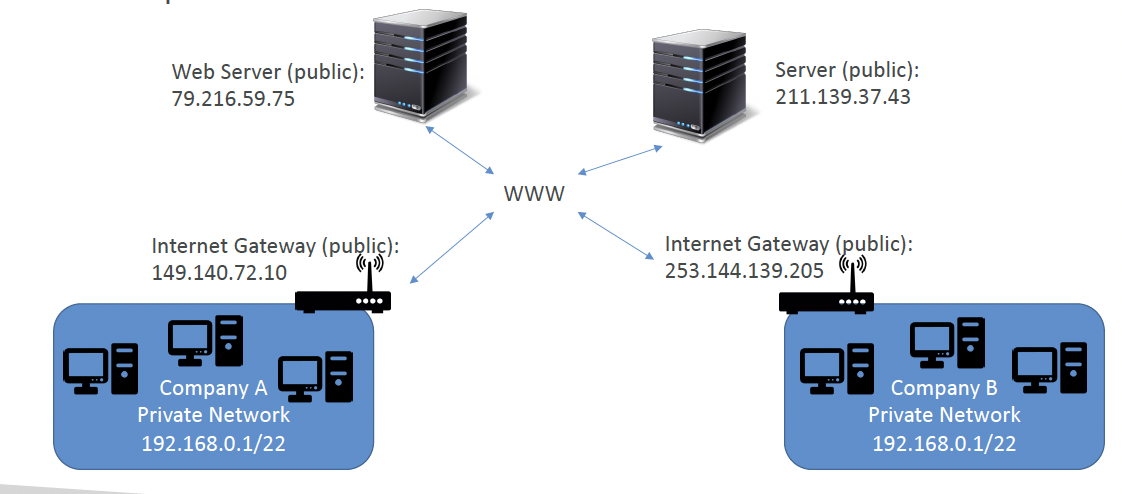 Web Server (public):
79.216.59.75
Server (public):
211.139.37.43
WWW
Internet Gateway (public):
149.140.72.10
Internet Gateway (public):
253.144.139.205
Company A
Private Network
192.168.0.1/22
Company B
Private Network
192.168.0.1/22